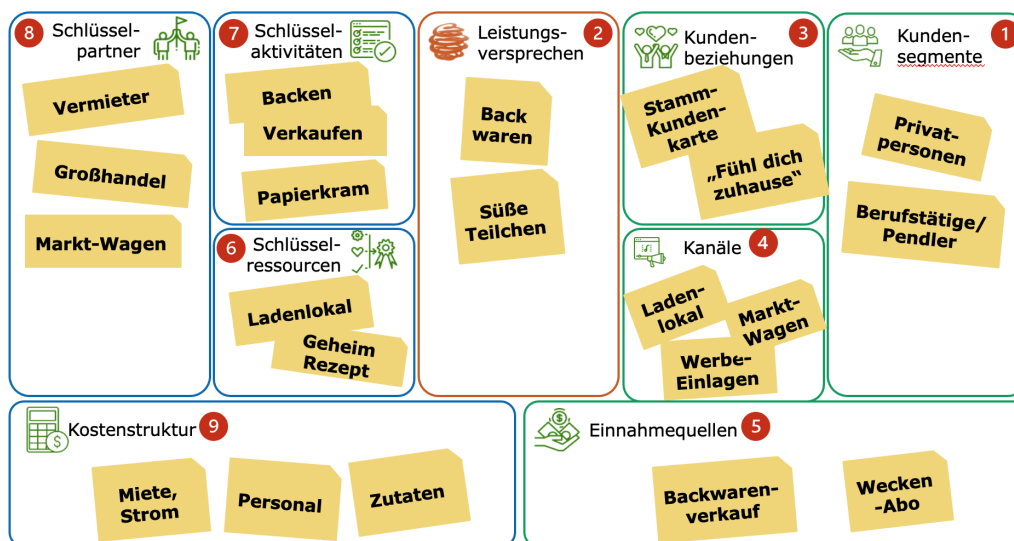 8
Schlüssel-
partner
Vermieter
Großhandel
Markt-Wagen
7
Schlüssel-
aktivitäten
Backen
Verkaufen
Papierkram
6
Schlüssel-
ressourcen
Ladenlokal
Geheim
Rezept
Leistungs-
versprechen
2
Back
waren
Süße
Teilchen
Kunden-
beziehungen
3
Stamm-
Kunden-
karte
„Fühl dich
zuhause“
Kanäle
4
Laden-
lokal
Markt-
Wagen
Werbe-
Einlagen
Kunden-
segmente
1
Privat-
personen
Berufstätige/
Pendler
Kostenstruktur
9
Miete,
Strom
Personal
Zutaten
Einnahmequellen
5
Backwaren-
verkauf
Wecken
-Abo